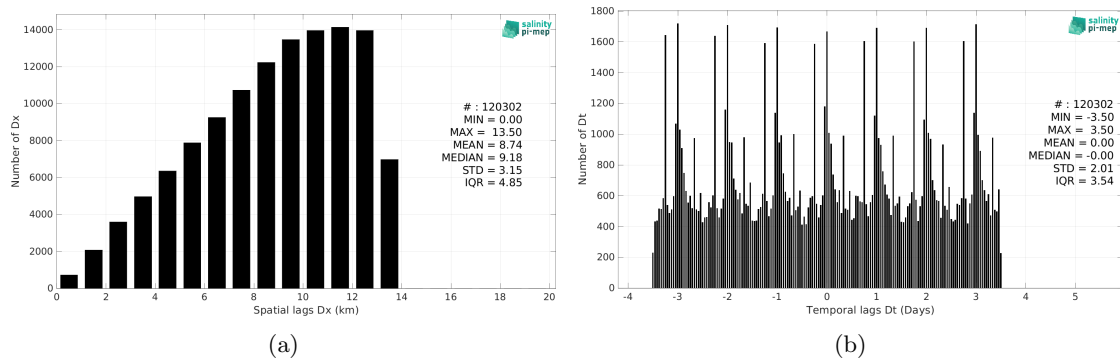 14000
12000
10000
8000
6000
4000
2000
0
Number of Dx
0 2 4 6 8 10 12 14 16 18 20
Spatial lags Dx (km)
salinity
pi-mep
# : 120302
MIN = 0.00
MAX = 13.50
MEAN = 8.74
MEDIAN = 9.18
STD = 3.15
IQR = 4.85
(a)
1800
1600
1400
1200
1000
800
600
400
200
0
Number of Dt
-4 -3 -2 -1 0 1 2 3 4 5
Temporal lags Dt (Days)
salinity
pi-mep
# : 120302
MIN = -3.50
MAX = 3.50
MEAN = 0.00
MEDIAN = -0.00
STD = 2.01
IQR = 3.54
(b)